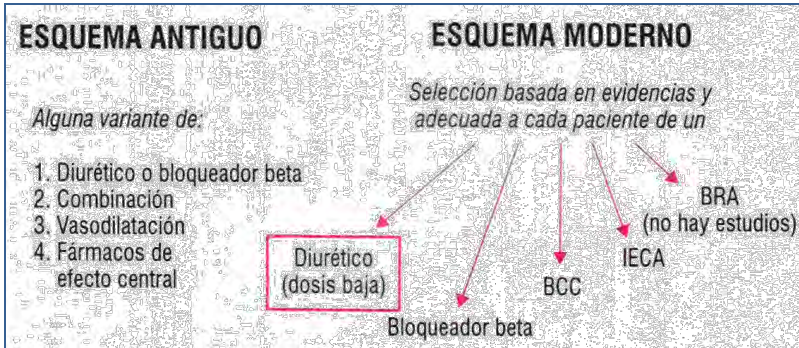 ESQUEMA ANTIGUO
Alguna variante de:
1. Diurético o bloqueador beta
2. Combinación
3. Vasodilatación
4. Fármacos de
efecto central
ESQUEMA MODERNO
Selección basada en evidencias y
adecuada a cada paciente de un
Diurético
(dosis baja)
Bloqueador beta
BCC
IECA
BRA
(no hay estudios)